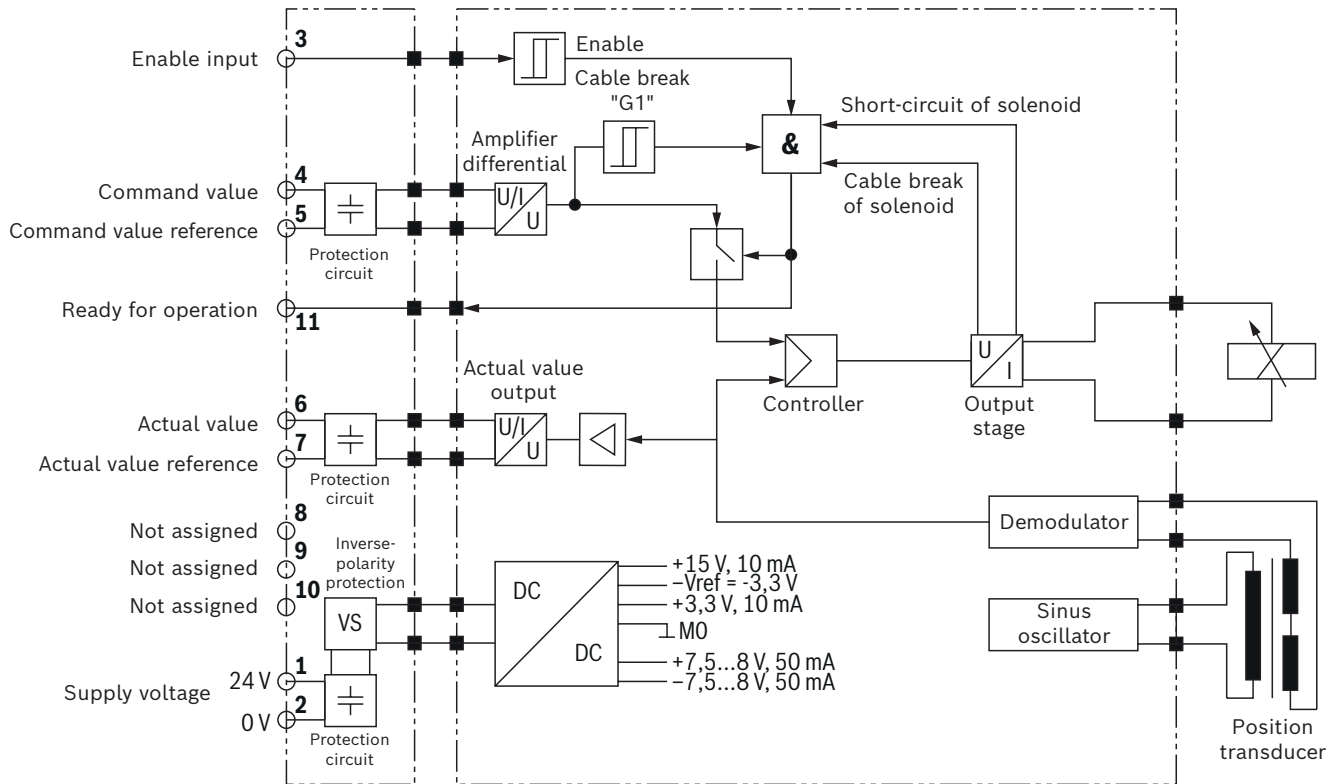 3
Enable input
Enable
Cable break
"G1"
Short-circuit of solenoid
&
Amplifier
differential
Cable break
of solenoid
4
Command value
U/I
U
5
Command value reference
Protection
circuit
Ready for operation
11
U
I
Actual value
output
Controller
Output
stage
6
Actual value
U/I
U
7
Actual value reference
Protection
circuit
8
Not assigned
9
Not assigned
10
Not assigned
Inverse-
polarity
protection
VS
Demodulator
DC
DC
+15 V, 10 mA
–Vref = -3,3 V
+3,3 V, 10 mA
M0
+7,5...8 V, 50 mA
–7,5...8 V, 50 mA
Sinus
oscillator
Supply voltage
24 V
1
0 V
2
Protection
circuit
Position
transducer